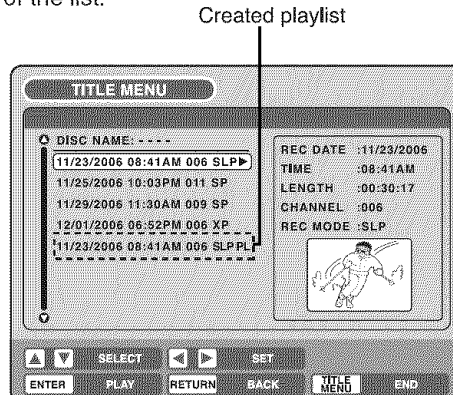 of the list.
Created playlist
TITLE MENU
DISC NAME: - - - -
11/23/2006 08:41AM 006 SLP▶
11/25/2006 10:03PM 011 SP
11/29/2006 11:30AM 009 SP
12/01/2006 06:52PM 006 XP
11/23/2006 08:41AM 006 SLP PL
REC DATE :11/23/2006
TIME :08:41AM
LENGTH :00:30:17
CHANNEL :006
REC MODE :SLP
SELECT SET
ENTER PLAY RETURN BACK TITLE MENU END